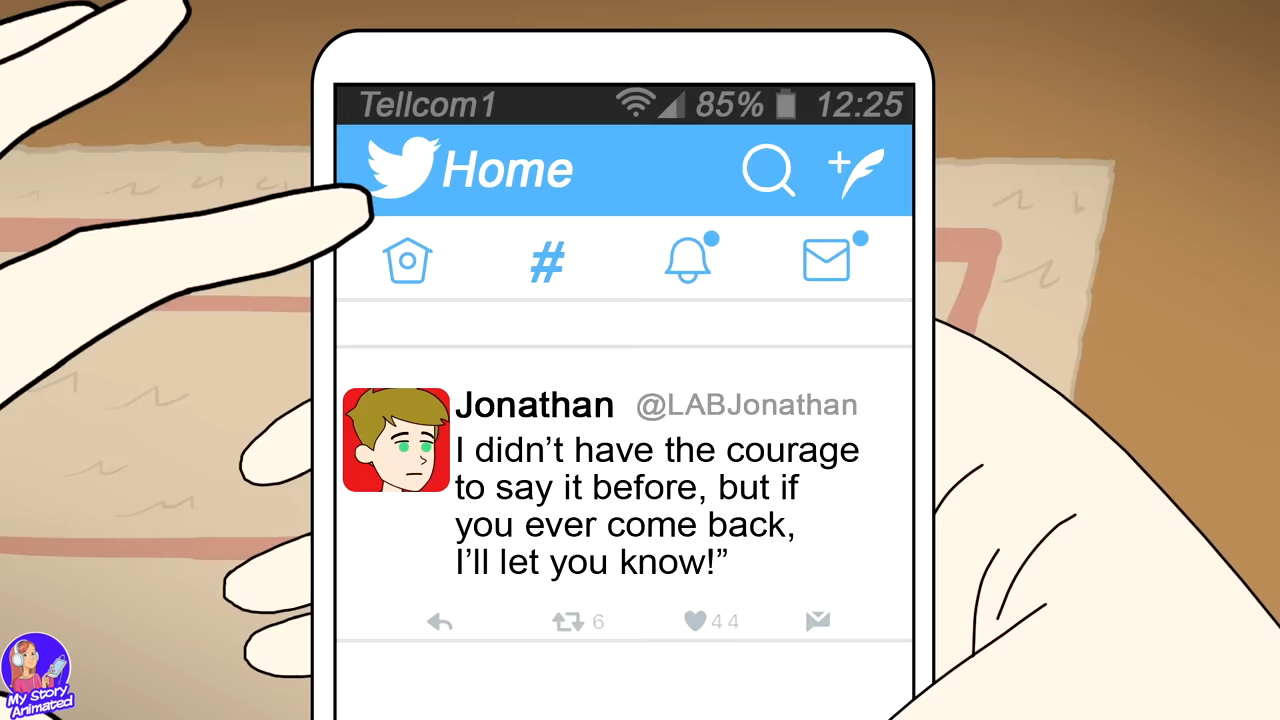 Tellcom1 85% 12:25
Home
#
Jonathan @LABJonathan
I didn’t have the courage
to say it before, but if
you ever come back,
I’ll let you know!”
6 44
My Story
Animated